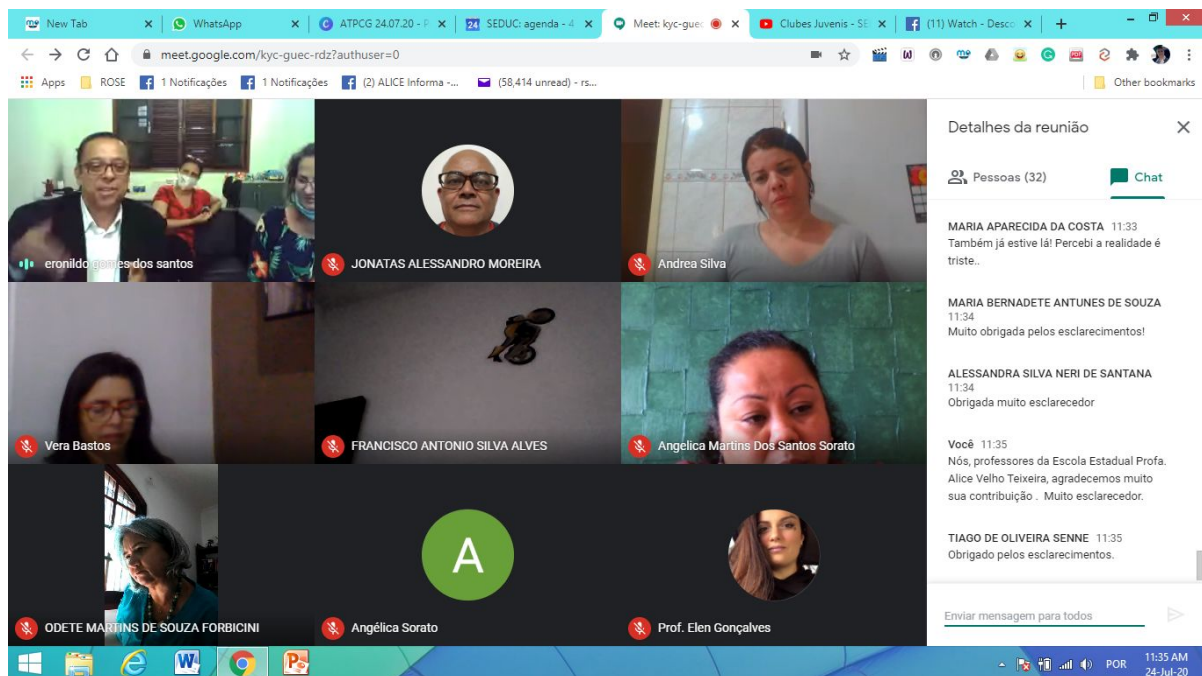 New Tab
WhatsApp
ATPCG 24.07.20 - P
SEDUC: agenda - 4
Meet: kyc-guec
Clubes Juvenis - SE
(11) Watch - Desco
meet.google.com/kyc-guec-rdz?authuser=0
Apps
ROSE
1 Notificações
1 Notificações
(2) ALICE Informa -...
(58,414 unread) - rs...
Other bookmarks
eronildo gomes dos santos
JONATAS ALESSANDRO MOREIRA
Andrea Silva
Vera Bastos
FRANCISCO ANTONIO SILVA ALVES
Angelica Martins Dos Santos Sorato
ODETE MARTINS DE SOUZA FORBICINI
A
Angélica Sorato
Prof. Elen Gonçalves
Detalhes da reunião
Pessoas (32)
Chat
MARIA APARECIDA DA COSTA 11:33
Também já estive lá! Percebi a realidade é
triste..
MARIA BERNADETE ANTUNES DE SOUZA
11:34
Muito obrigada pelos esclarecimentos!
ALESSANDRA SILVA NERI DE SANTANA
11:34
Obrigada muito esclarecedor
Você 11:35
Nós, professores da Escola Estadual Profa.
Alice Velho Teixeira, agradecemos muito
sua contribuição . Muito esclarecedor.
TIAGO DE OLIVEIRA SENNE 11:35
Obrigado pelos esclarecimentos.
Enviar mensagem para todos
POR
11:35 AM
24-Jul-20